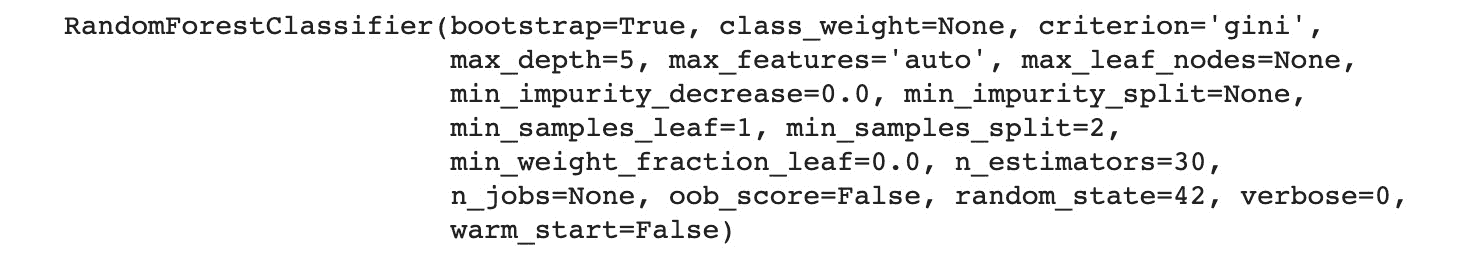 RandomForestClassifier(bootstrap=True, class_weight=None, criterion='gini',
max_depth=5, max_features='auto', max_leaf_nodes=None,
min_impurity_decrease=0.0, min_impurity_split=None,
min_samples_leaf=1, min_samples_split=2,
min_weight_fraction_leaf=0.0, n_estimators=30,
n_jobs=None, oob_score=False, random_state=42, verbose=0,
warm_start=False)